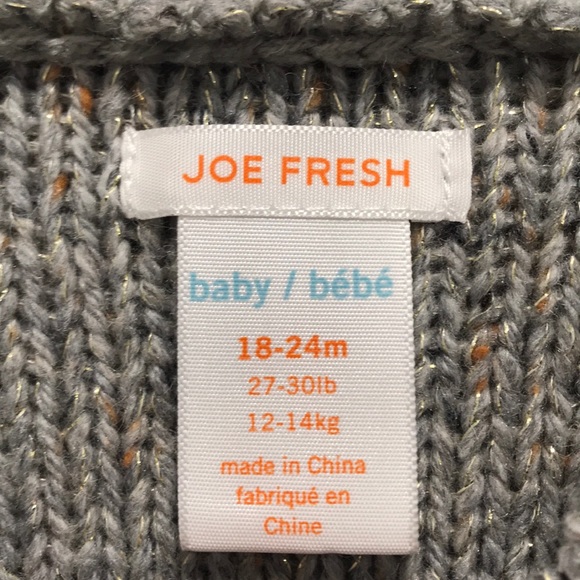 JOE FRESH
baby / bébé
18-24m
27-30lb
12-14kg
made in China
fabriqué en
Chine